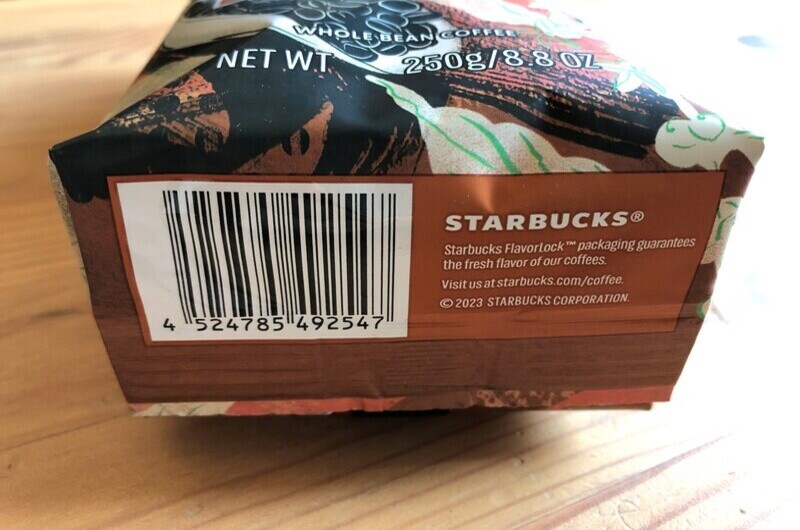 WHOLE BEAN COFFEE
NET WT 250g/8.8 OZ
STARBUCKS®
Starbucks FlavorLock™ packaging guarantees
the fresh flavor of our coffees.
Visit us at starbucks.com/coffee.
© 2023 STARBUCKS CORPORATION.
4 524785 492547